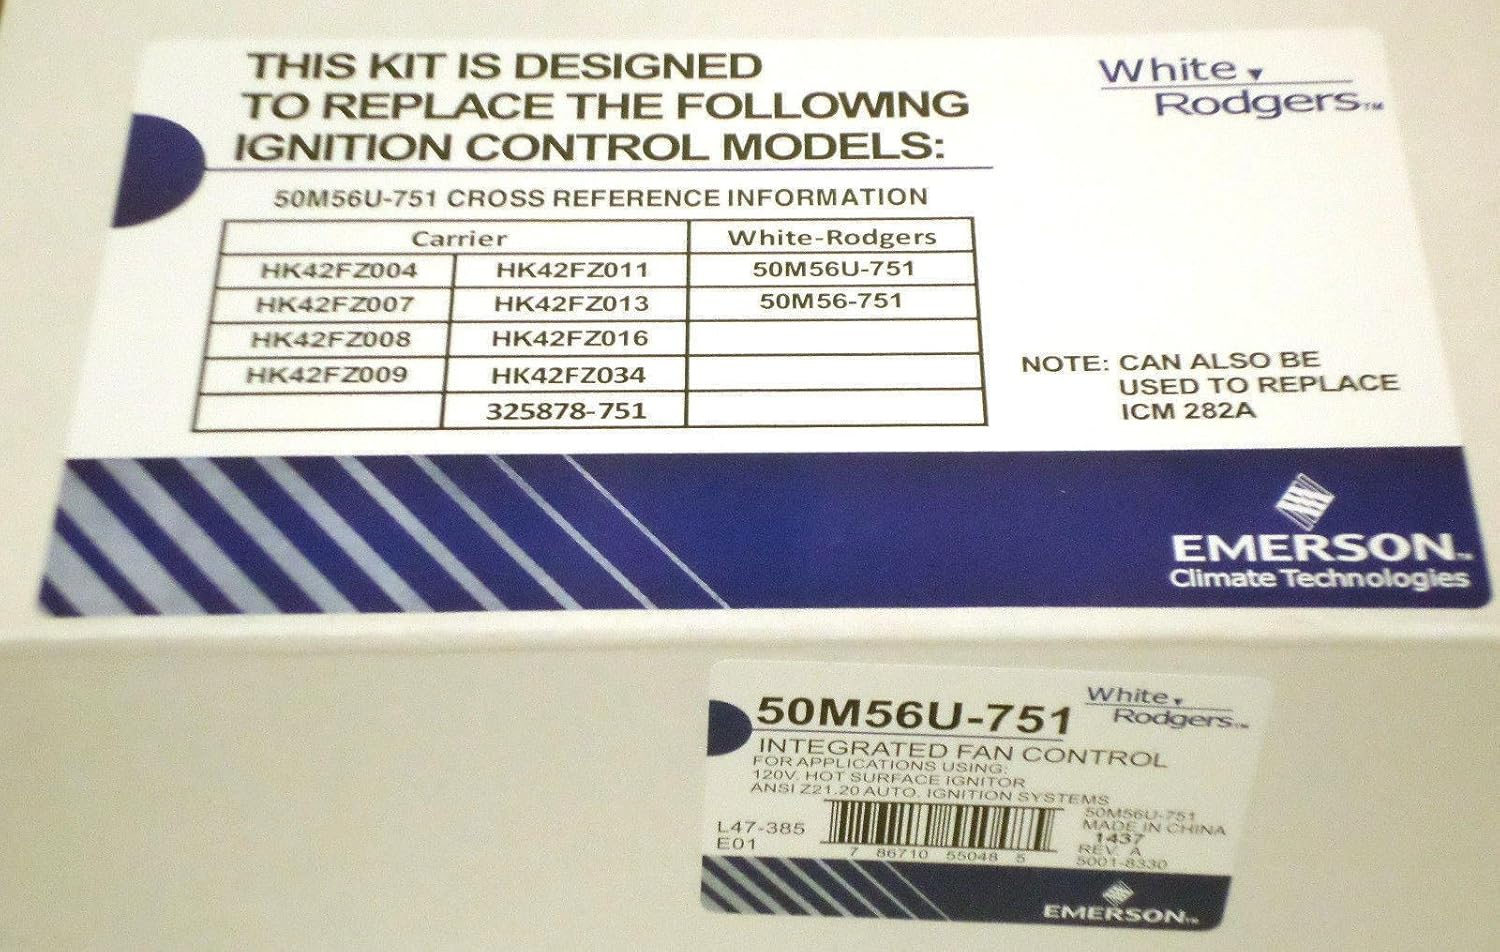 THIS KIT IS DESIGNED
TO REPLACE THE FOLLOWING
IGNITION CONTROL MODELS:
White
Rodgers™
50M56U-751 CROSS REFERENCE INFORMATION
Carrier White-Rodgers
HK42FZ004 HK42FZ011 50M56U-751
HK42FZ007 HK42FZ013 50M56-751
HK42FZ008 HK42FZ016
HK42FZ009 HK42FZ034
325878-751
NOTE: CAN ALSO BE
USED TO REPLACE
ICM 282A
EMERSON™
Climate Technologies
50M56U-751
White
Rodgers™
INTEGRATED FAN CONTROL
FOR APPLICATIONS USING:
120V. HOT SURFACE IGNITOR
ANSI Z21.20 AUTO. IGNITION SYSTEMS
L47-385
E01
7 86710 55048 5
50M56U-751
MADE IN CHINA
1437
REV. A
5001-8330
EMERSON™